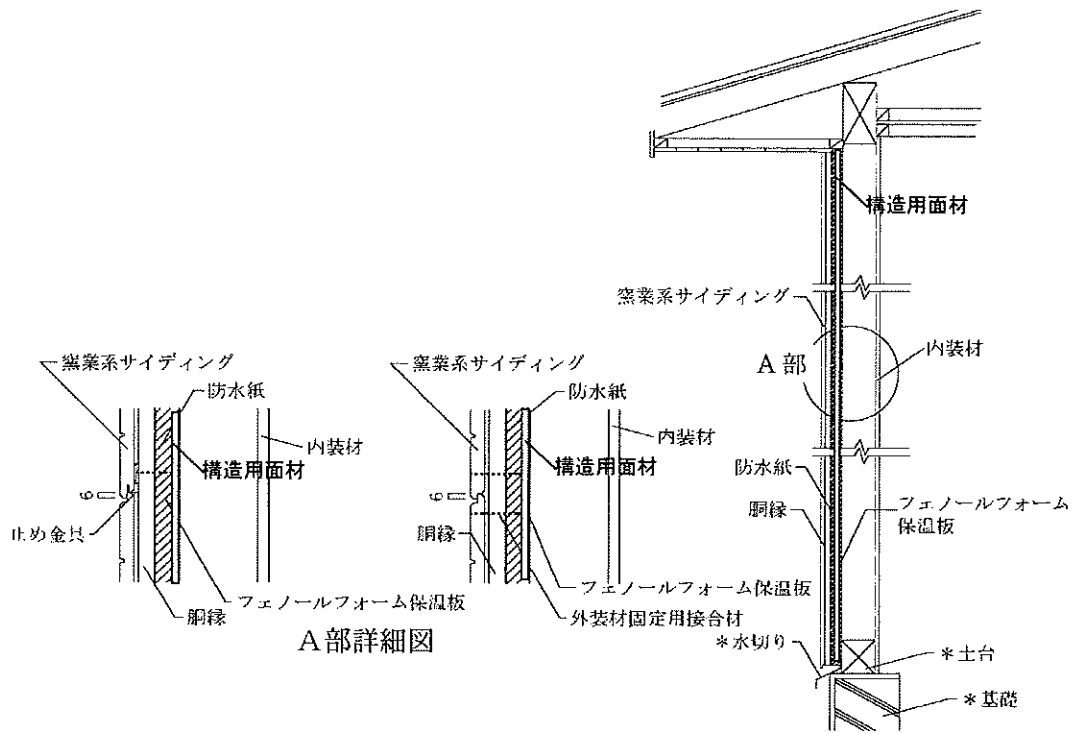 構造用面材
窯業系サイディング
A部
内装材
防水紙
胴縁
フェノールフォーム
保温板
*水切り
*土台
*基礎
窯業系サイディング
防水紙
内装材
構造用面材
6
止め金具
胴縁
フェノールフォーム保温板
窯業系サイディング
防水紙
内装材
構造用面材
6
胴縁
フェノールフォーム保温板
外装材固定用接合材
A部詳細図